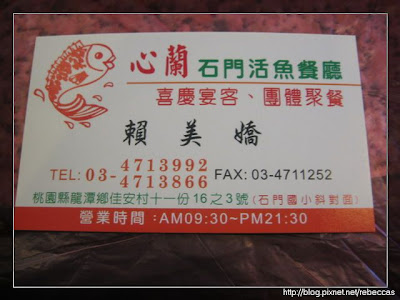 心蘭 石門活魚餐廳
喜慶宴客、團體聚餐
賴美嬌
TEL: 03-4713992
03-4713866 FAX: 03-4711252
桃園縣龍潭鄉佳安村十一份16之3號(石門國小斜對面)
營業時間：AM09:30~PM21:30
http://blog.pixnet.net/rebeccas